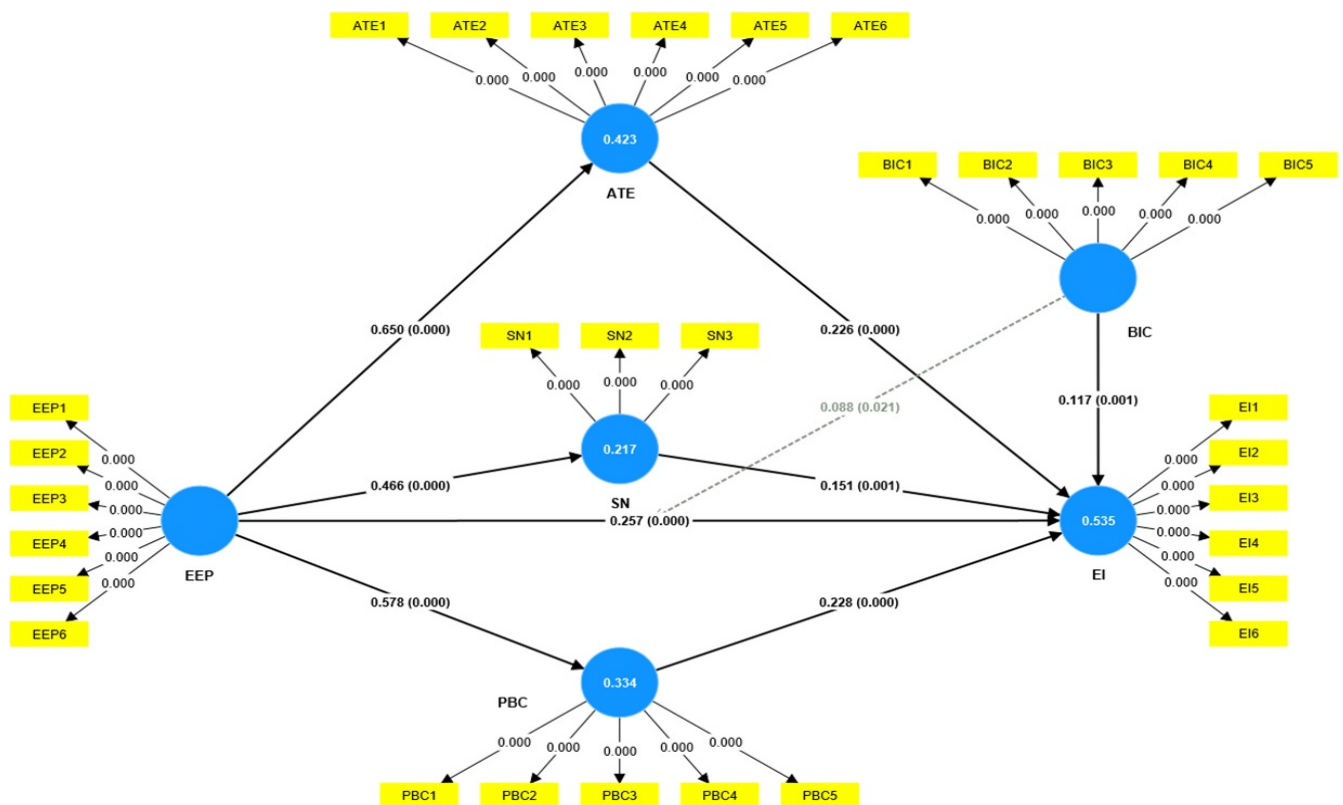 ATE1 ATE2 ATE3 ATE4 ATE5 ATE6
0.000 0.000 0.000 0.000 0.000 0.000
0.423
ATE
BIC1 BIC2 BIC3 BIC4 BIC5
0.000 0.000 0.000 0.000 0.000
BIC
0.650 (0.000)
0.226 (0.000)
SN1 SN2 SN3
0.000 0.000 0.000
0.217
SN
0.088 (0.021)
0.117 (0.001)
EEP1
EEP2
EEP3
EEP4
EEP5
EEP6
0.000
0.000
0.000
0.000
0.000
0.000
EEP
0.466 (0.000)
0.151 (0.001)
0.257 (0.000)
0.578 (0.000)
0.228 (0.000)
0.535
EI
0.000
0.000
0.000
0.000
0.000
0.000
EI1
EI2
EI3
EI4
EI5
EI6
0.334
PBC
0.000 0.000 0.000 0.000 0.000
PBC1 PBC2 PBC3 PBC4 PBC5